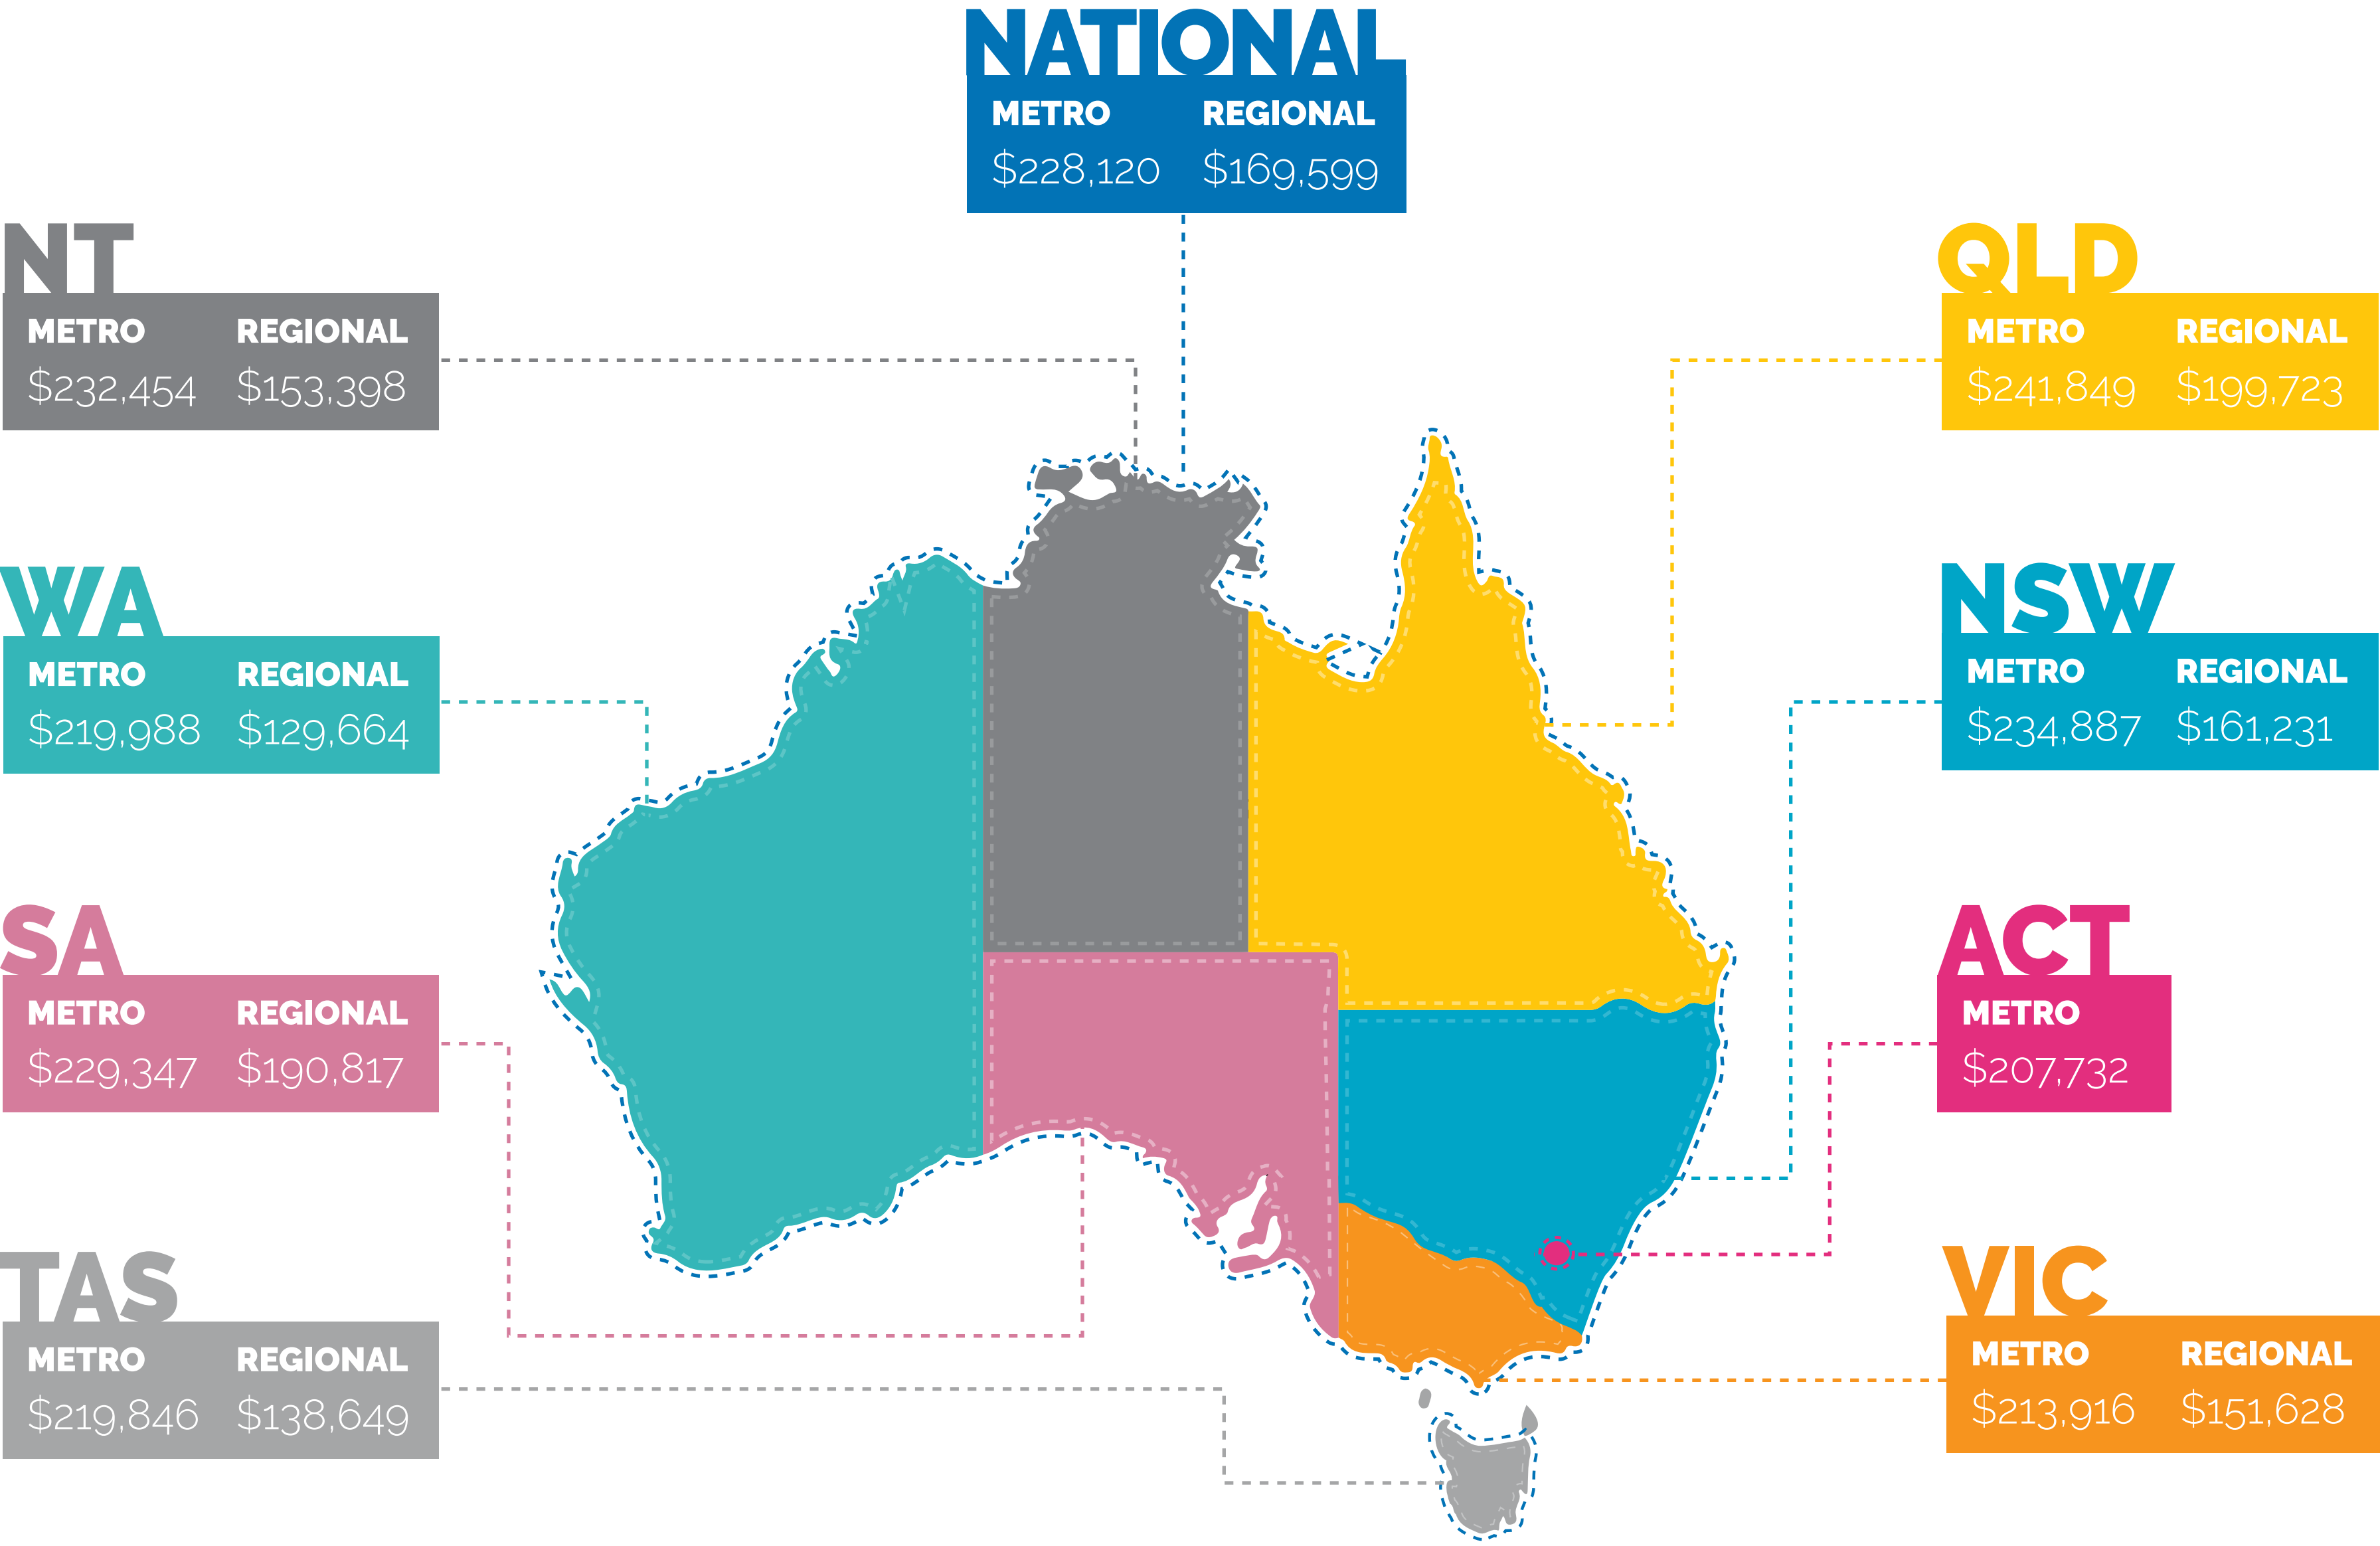 NATIONAL
METRO REGIONAL
$228,120 $169,599
NT
METRO REGIONAL
$232,454 $153,398
QLD
METRO REGIONAL
$241,849 $199,723
WA
METRO REGIONAL
$219,988 $129,664
NSW
METRO REGIONAL
$234,887 $161,231
SA
METRO REGIONAL
$229,347 $190,817
ACT
METRO
$207,732
TAS
METRO REGIONAL
$219,846 $138,649
VIC
METRO REGIONAL
$213,916 $151,628